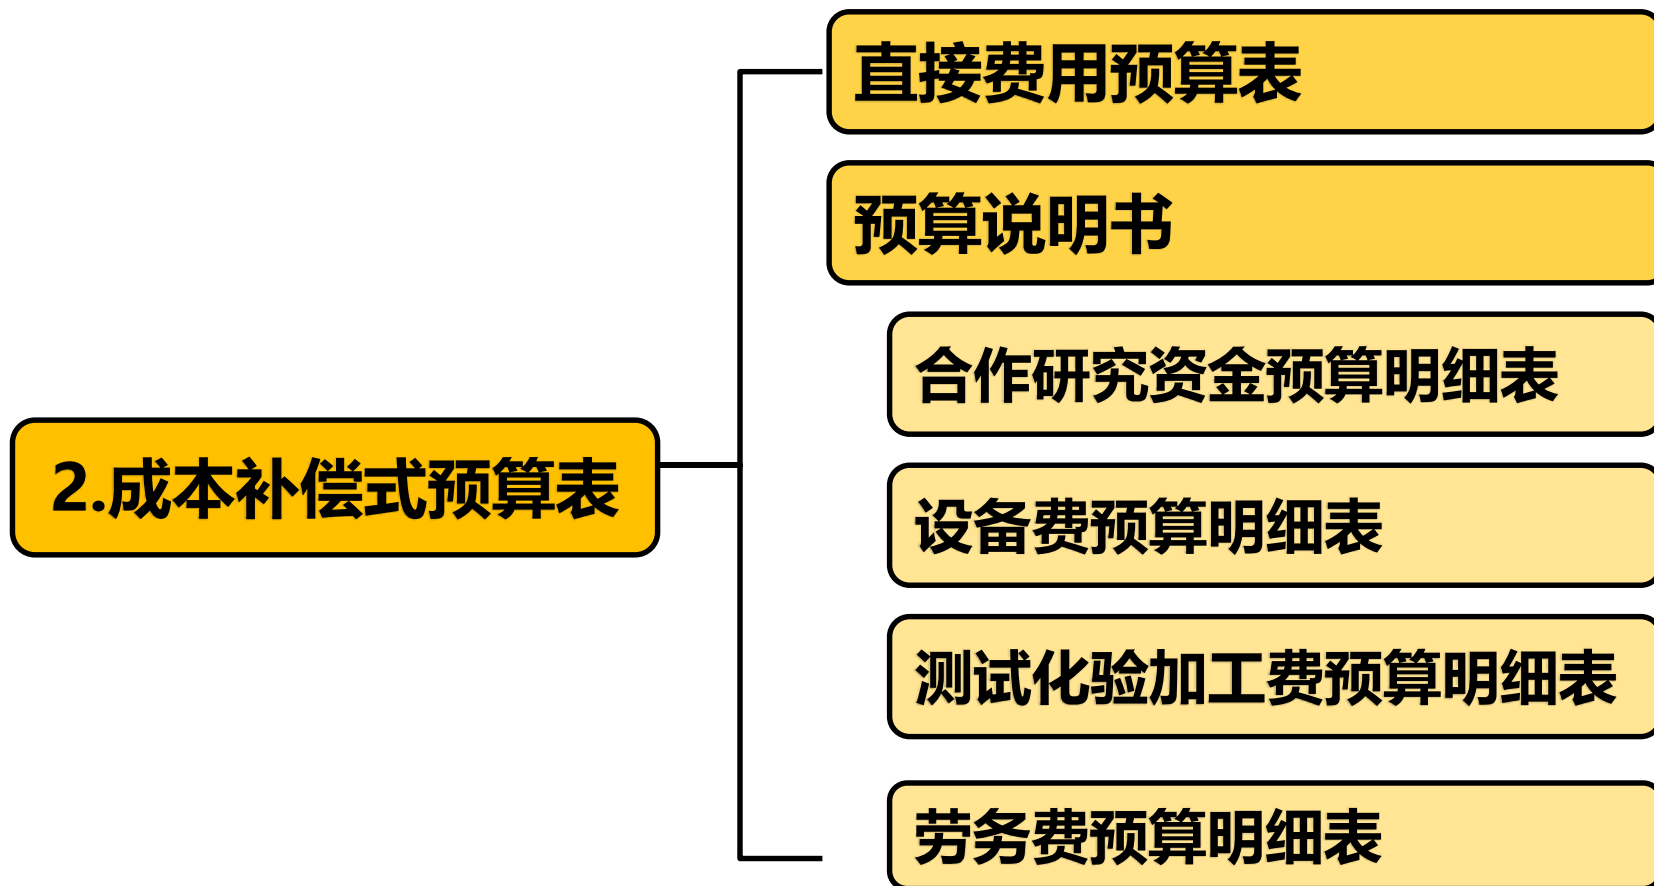 直接费用预算表
预算说明书
合作研究资金预算明细表
2.成本补偿式预算表
设备费预算明细表
测试化验加工费预算明细表
劳务费预算明细表